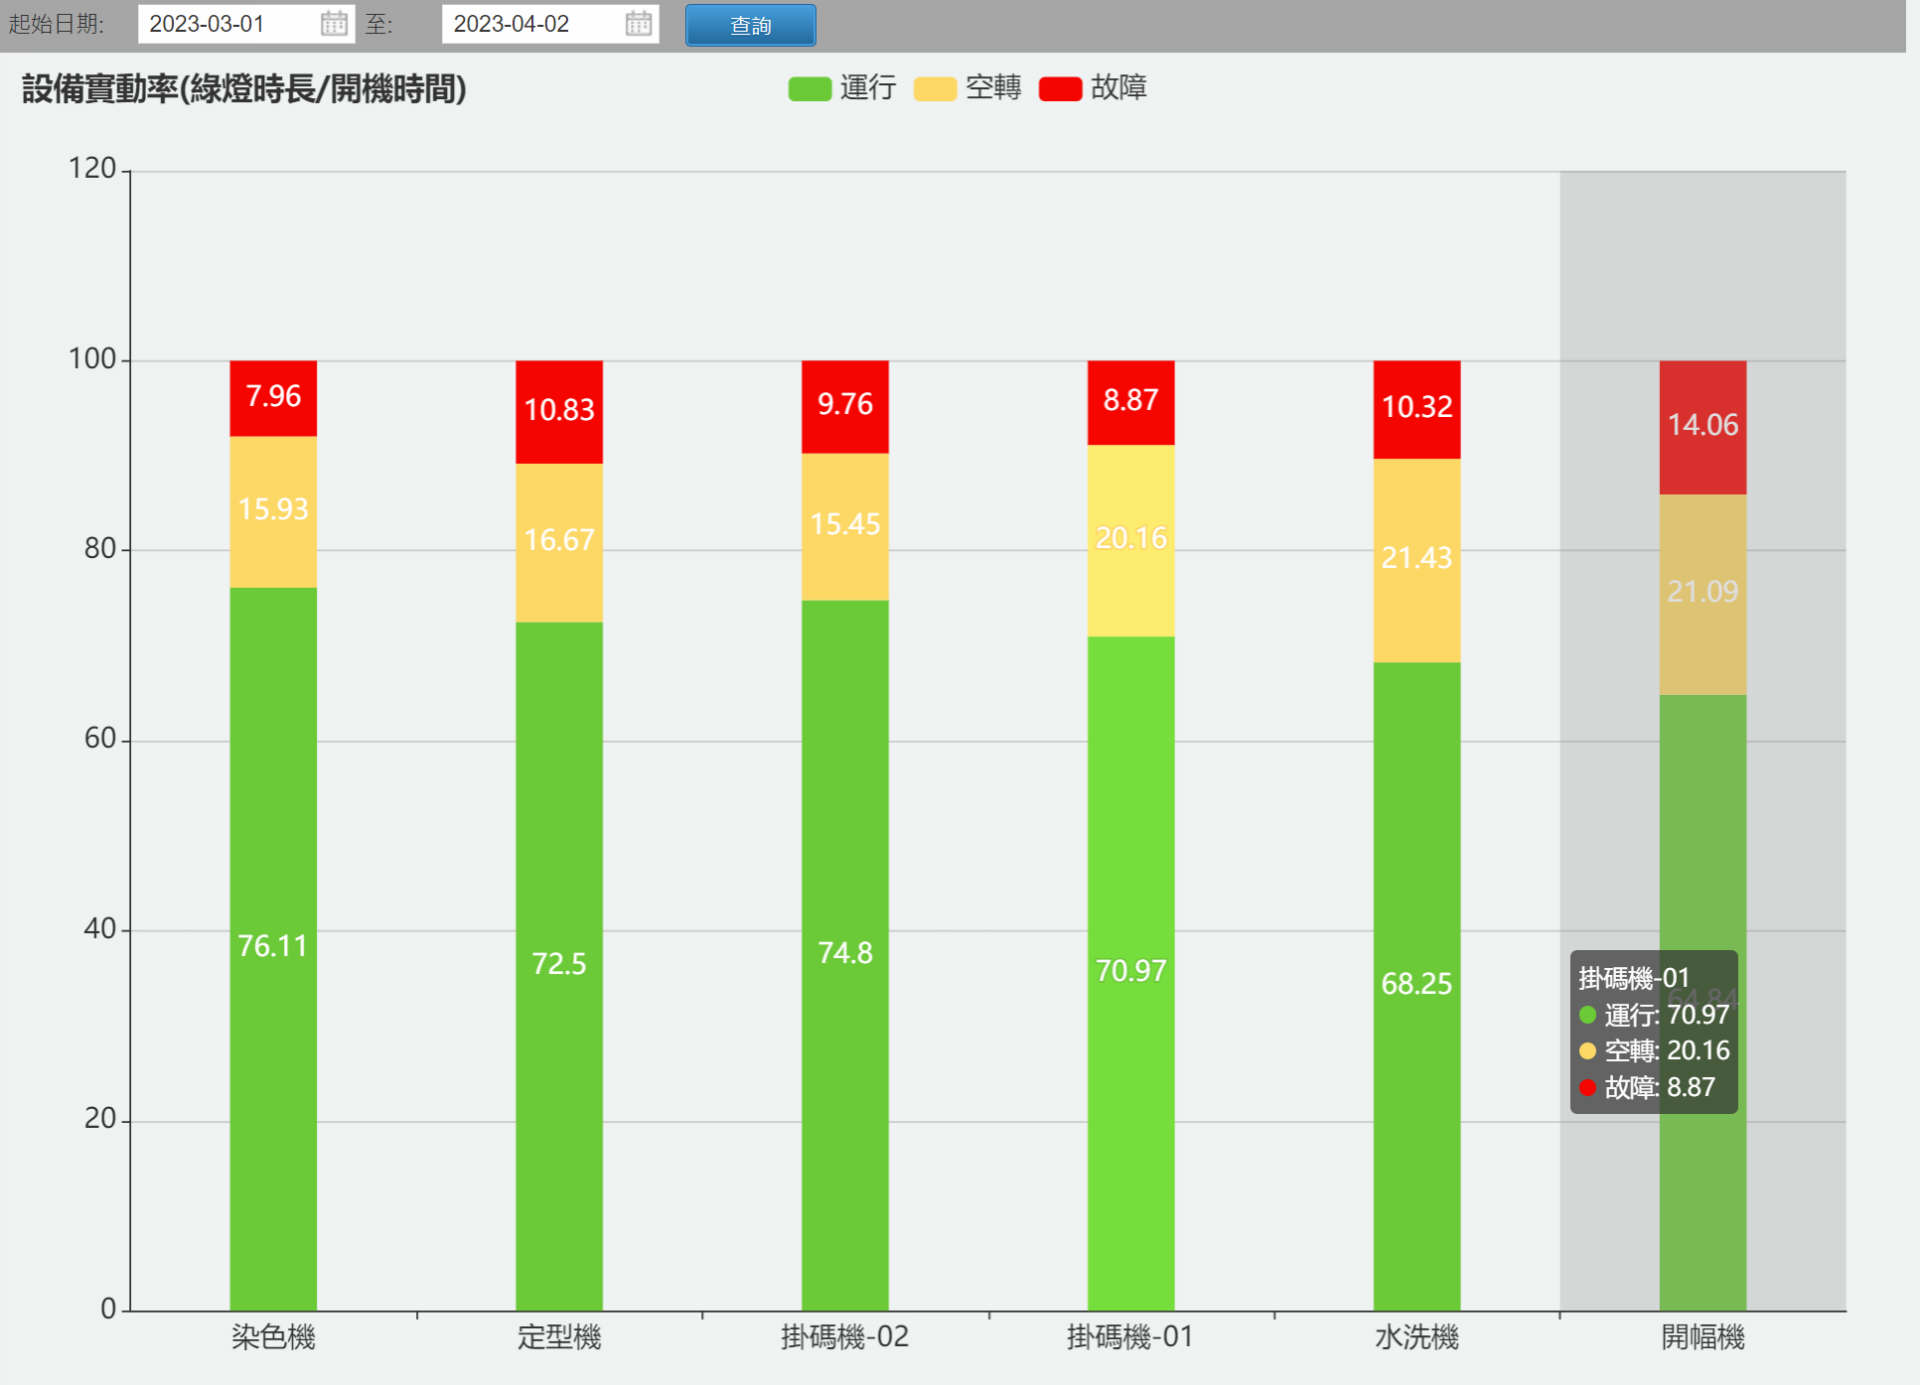 起始日期: 2023-03-01 至: 2023-04-02 查詢
設備實動率(綠燈時長/開機時間)
運行 空轉 故障
120
100
80
60
40
20
0
7.96 10.83 9.76 8.87 10.32 14.06
15.93 16.67 15.45 20.16 21.43 21.09
76.11 72.5 74.8 70.97 68.25 64.84
掛碼機-01
運行: 70.97
空轉: 20.16
故障: 8.87
染色機 定型機 掛碼機-02 掛碼機-01 水洗機 開幅機